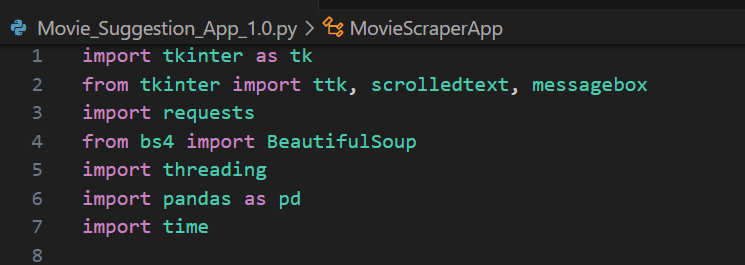 Movie_Suggestion_App_1.0.py > MovieScraperApp
1 import tkinter as tk
2 from tkinter import ttk, scrolledtext, messagebox
3 import requests
4 from bs4 import BeautifulSoup
5 import threading
6 import pandas as pd
7 import time
8